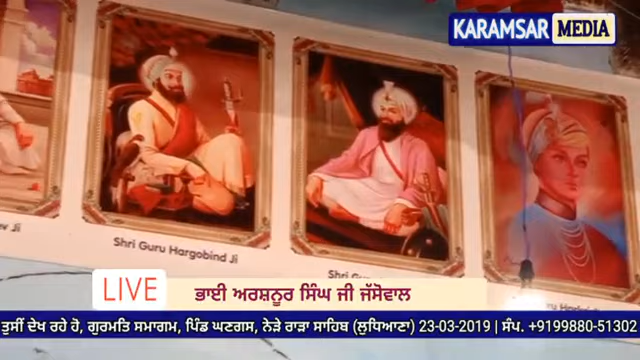 KARAMSAR MEDIA
Shri Guru Hargobind Ji
LIVE
ਭਾਈ ਅਰਸ਼ਨੂਰ ਸਿੰਘ ਜੀ ਜੱਸੋਵਾਲ
ਤੁਸੀਂ ਦੇਖ ਰਹੇ ਹੋ, ਗੁਰਮਤਿ ਸਮਾਗਮ, ਪਿੰਡ ਘਣਗਸ, ਨੇੜੇ ਰਾੜਾ ਸਾਹਿਬ (ਲੁਧਿਆਣਾ) 23-03-2019 | ਸੰਪ. +9199880-51302